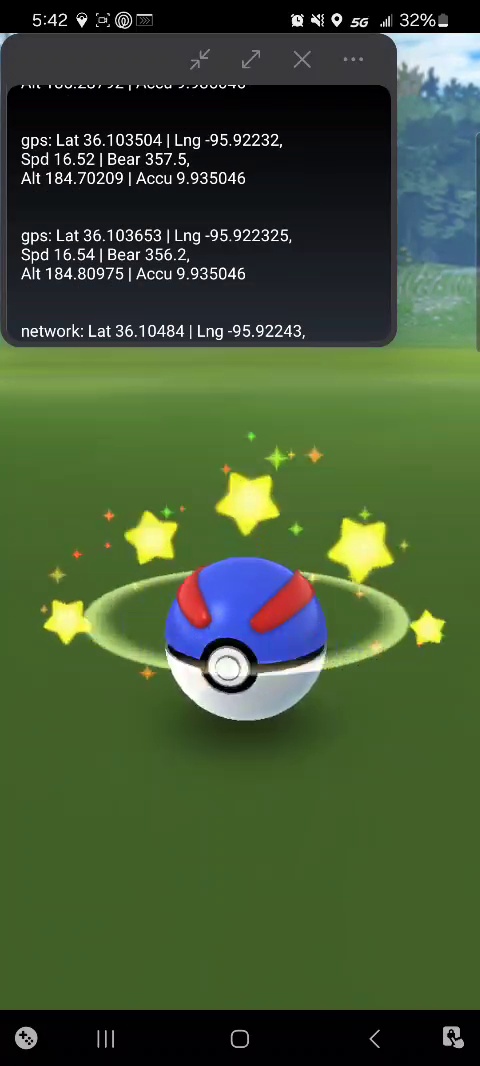 5:42 5G 32%
gps: Lat 36.103504 | Lng -95.92232,
Spd 16.52 | Bear 357.5,
Alt 184.70209 | Accu 9.935046
gps: Lat 36.103653 | Lng -95.922325,
Spd 16.54 | Bear 356.2,
Alt 184.80975 | Accu 9.935046
network: Lat 36.10484 | Lng -95.92243,